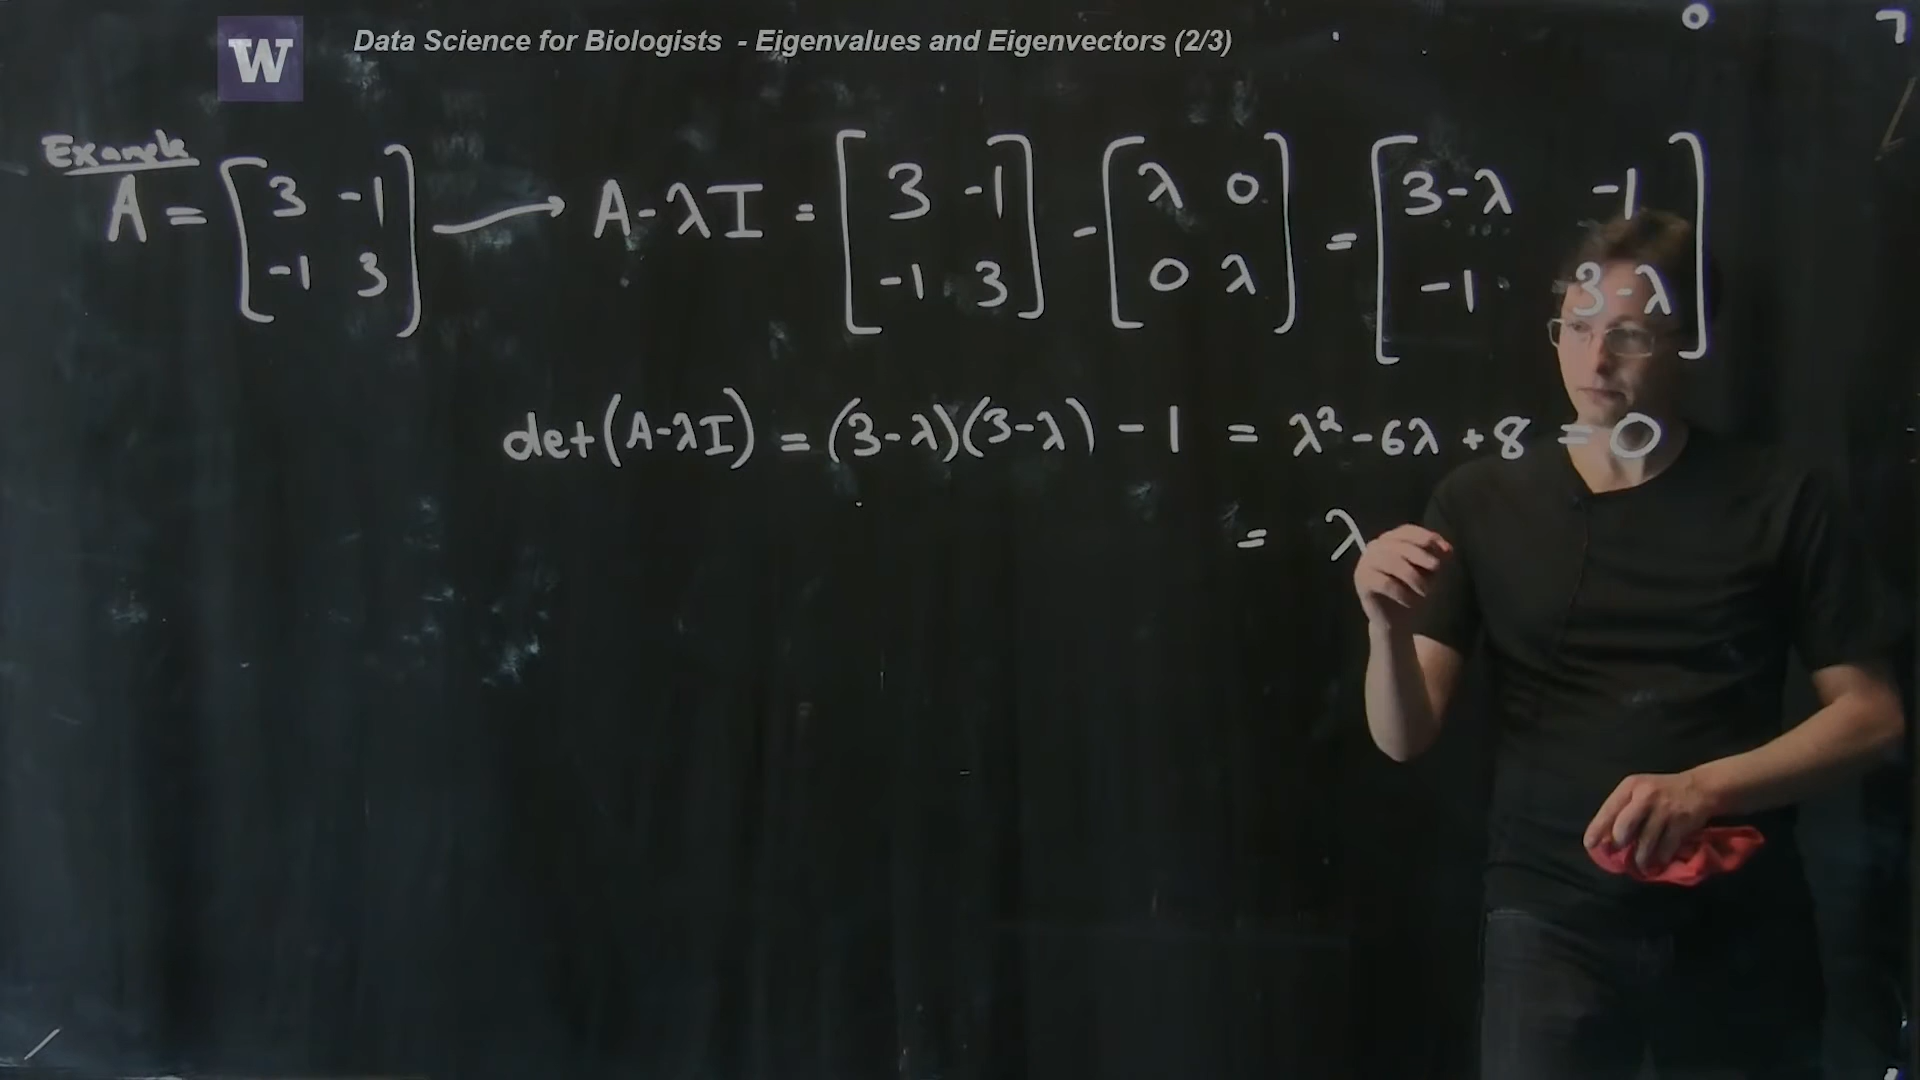 W
Data Science for Biologists - Eigenvalues and Eigenvectors (2/3)
Example
A = [3 -1; -1 3] → A-λI = [3 -1; -1 3] - [λ 0; 0 λ] = [3-λ -1; -1 3-λ]
det(A-λI) = (3-λ)(3-λ) - 1 = λ² - 6λ + 8 = 0
= λ